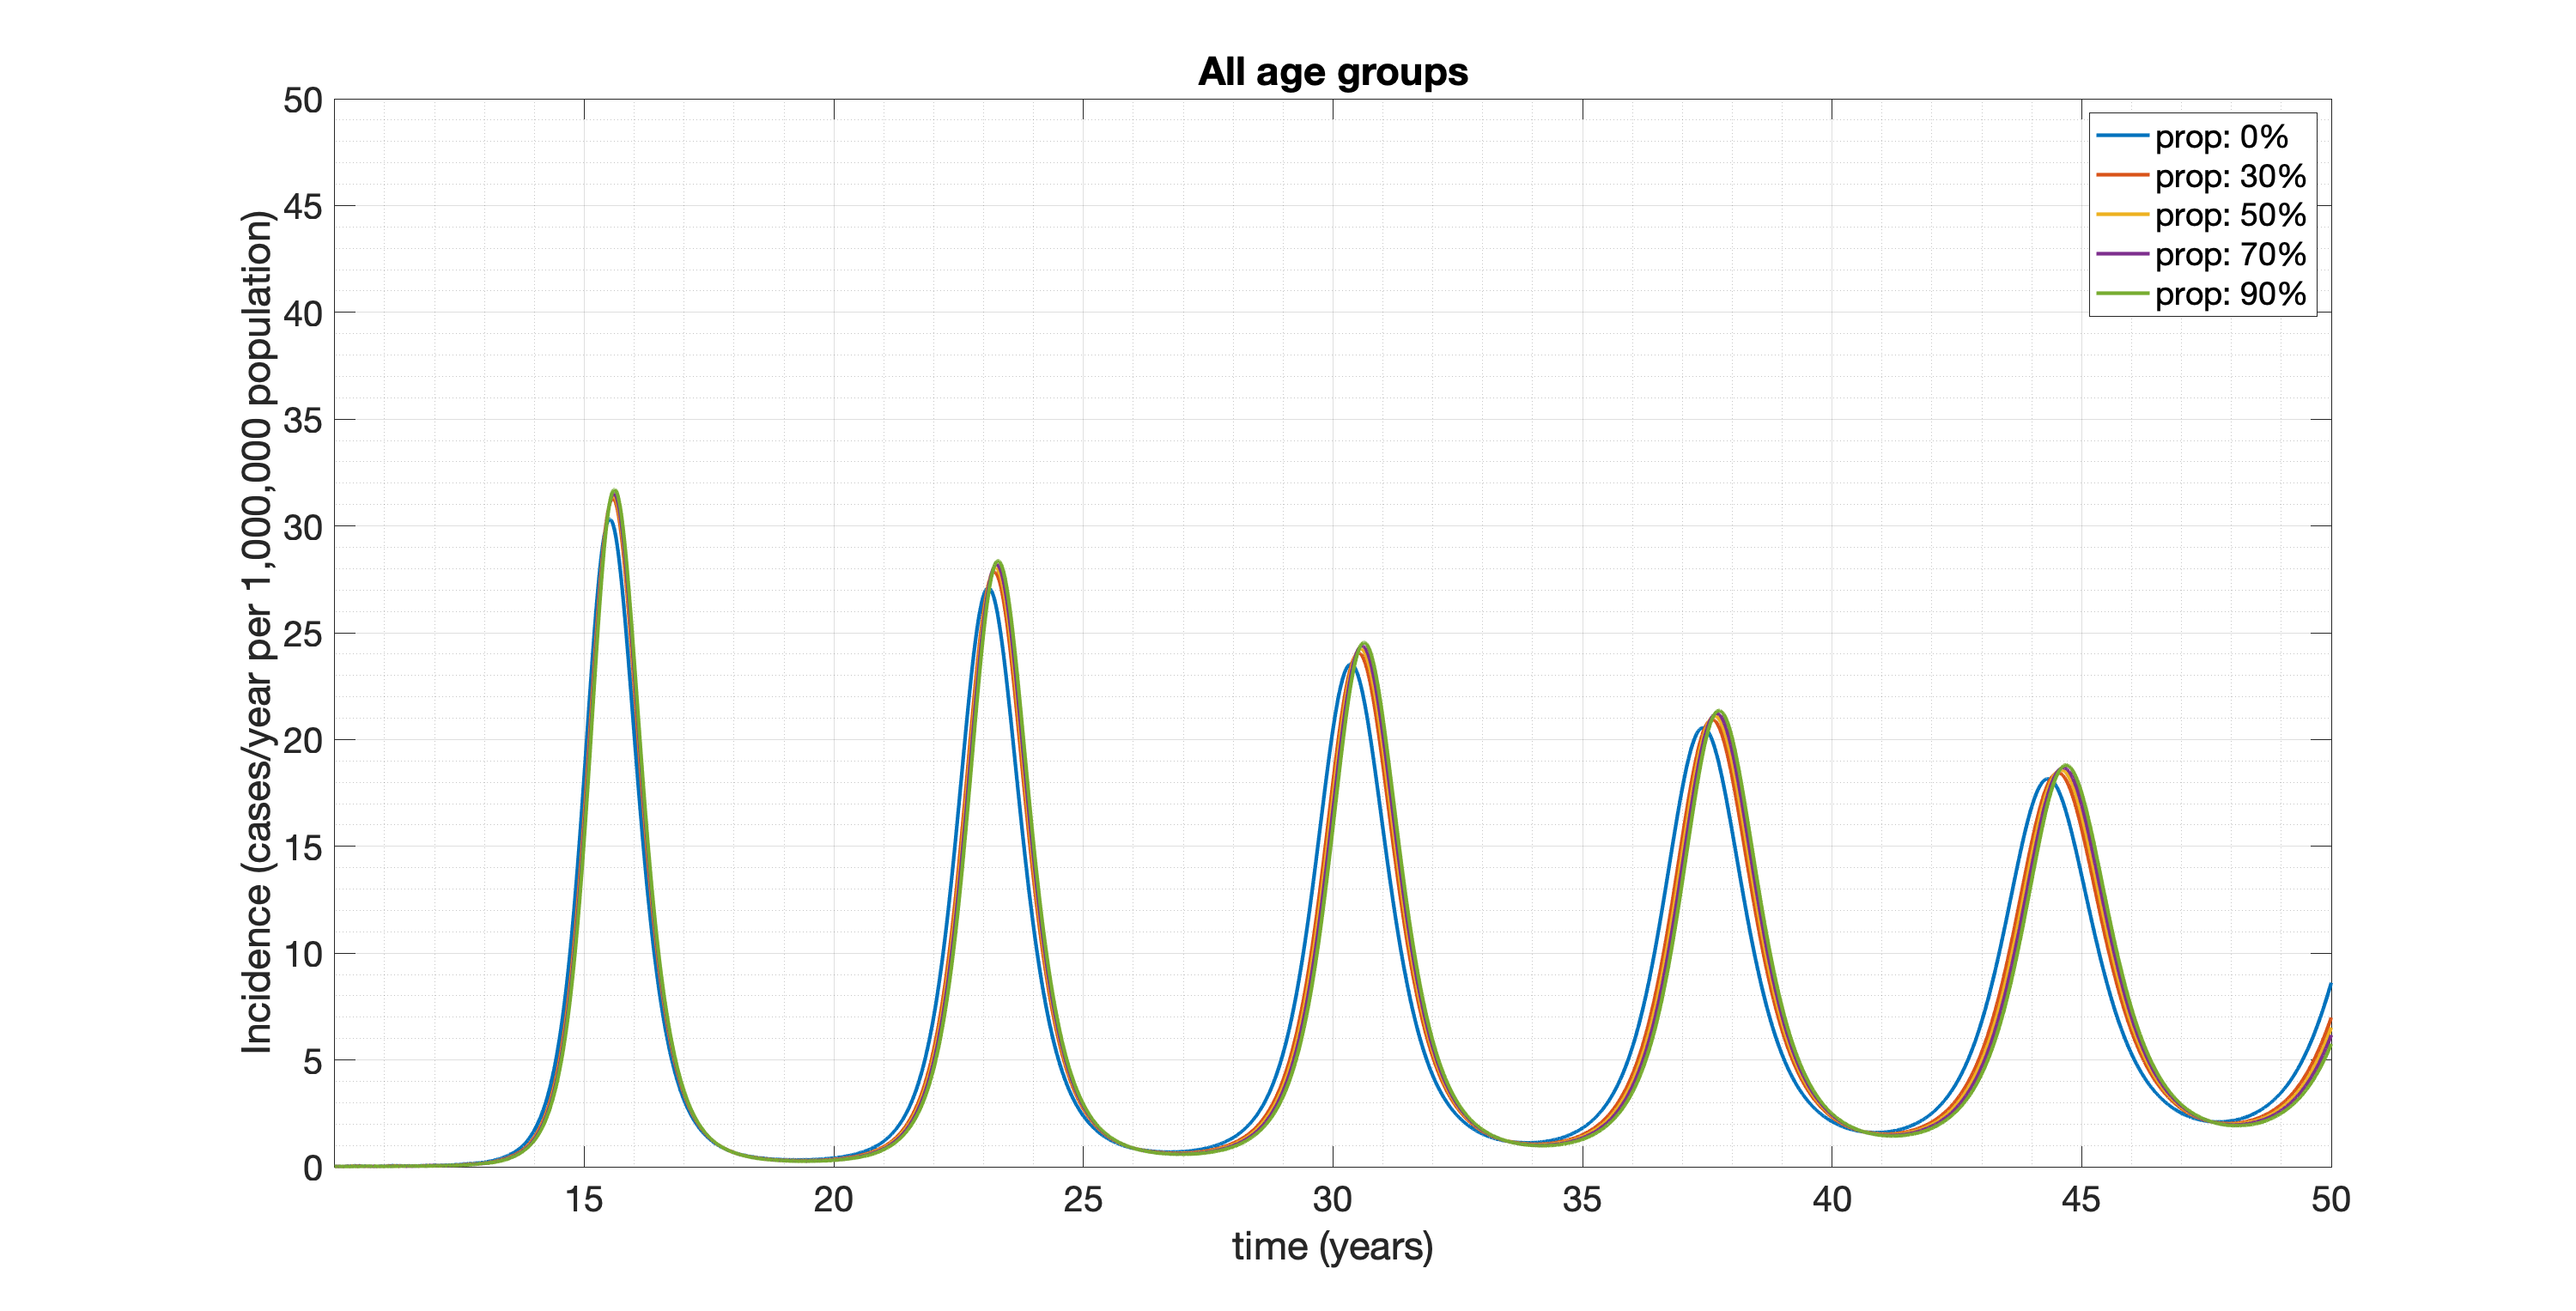 All age groups
50
45
40
35
30
25
20
15
10
5
0
Incidence (cases/year per 1,000,000 population)
prop: 0%
prop: 30%
prop: 50%
prop: 70%
prop: 90%
15 20 25 30 35 40 45 50
time (years)